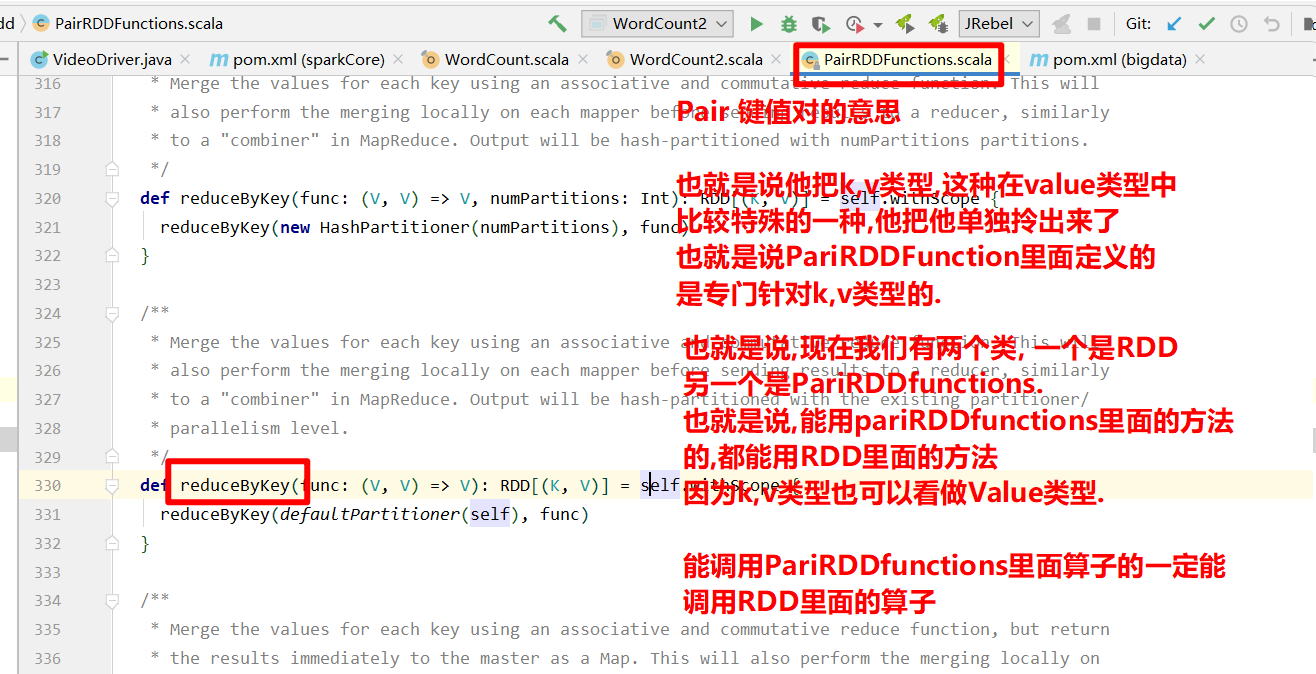 dd PairRDDFunctions.scala WordCount2 JRebel Git:
VideoDriver.java pom.xml (sparkCore) WordCount.scala WordCount2.scala PairRDDFunctions.scala pom.xml (bigdata)
316 * Merge the values for each key using an associative and commutative reduce function. This will
Pair 键值对的意思
317 * also perform the merging locally on each mapper before sending results to a reducer, similarly
318 * to a "combiner" in MapReduce. Output will be hash-partitioned with numPartitions partitions.
319 */
也就是说他把k,v类型,这种在value类型中
320 def reduceByKey(func: (V, V) => V, numPartitions: Int): RDD[(K, V)] = self.withScope {
比较特殊的一种,他把他单独拎出来了
321 reduceByKey(new HashPartitioner(numPartitions), func)
322 }
也就是说PariRDDFunction里面定义的
323
是专门针对k,v类型的.
324 /**
325 * Merge the values for each key using an associative and commutative reduce function. This will
也就是说,现在我们有两个类, 一个是RDD
326 * also perform the merging locally on each mapper before sending results to a reducer, similarly
另一个是PariRDDfunctions.
327 * to a "combiner" in MapReduce. Output will be hash-partitioned with the existing partitioner/
也就是说,能用pariRDDfunctions里面的方法
328 * parallelism level.
329 */
的,都能用RDD里面的方法
330 def reduceByKey(func: (V, V) => V): RDD[(K, V)] = self.withScope {
因为k,v类型也可以看做Value类型.
331 reduceByKey(defaultPartitioner(self), func)
332 }
能调用PariRDDfunctions里面算子的一定能
333
334 /**
调用RDD里面的算子
335 * Merge the values for each key using an associative and commutative reduce function, but return
336 * the results immediately to the master as a Map. This will also perform the merging locally on